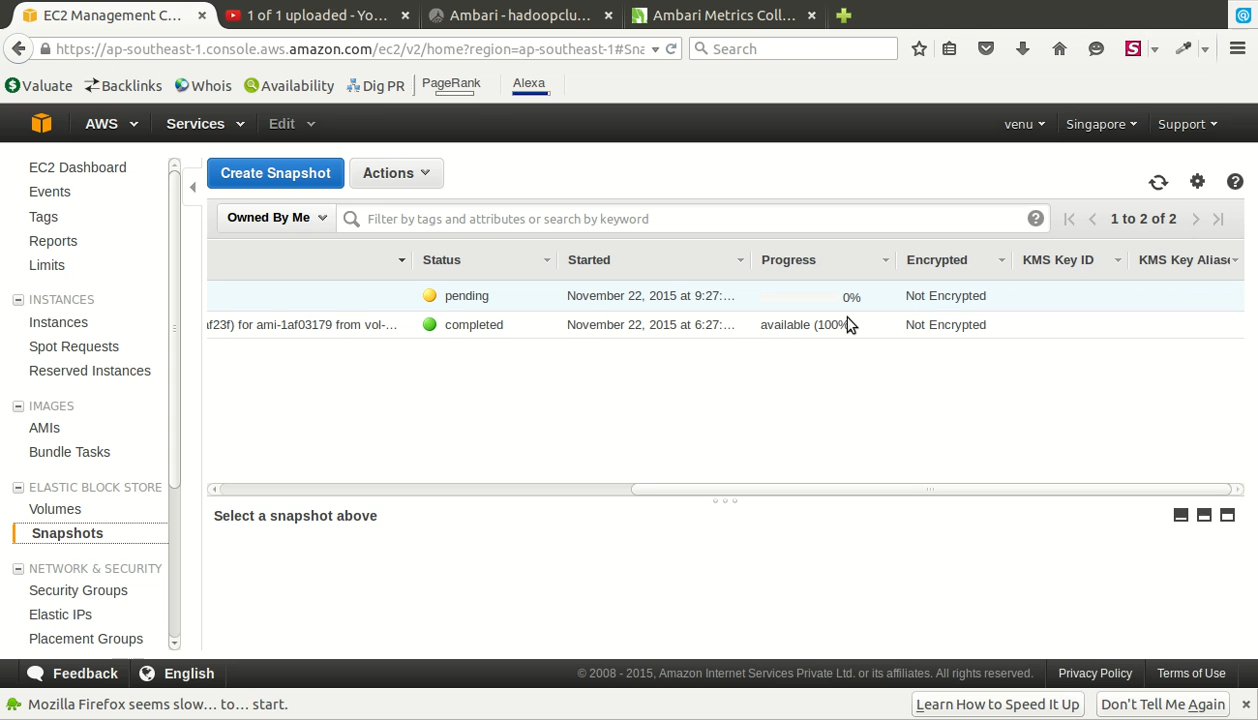 EC2 Management C...
1 of 1 uploaded - Yo...
Ambari - hadoopclu...
Ambari Metrics Coll...
https://ap-southeast-1.console.aws.amazon.com/ec2/v2/home?region=ap-southeast-1#Sna
Search
Valuate
Backlinks
Whois
Availability
Dig PR
PageRank
Alexa
AWS
Services
Edit
venu
Singapore
Support
EC2 Dashboard
Events
Tags
Reports
Limits
INSTANCES
Instances
Spot Requests
Reserved Instances
IMAGES
AMIs
Bundle Tasks
ELASTIC BLOCK STORE
Volumes
Snapshots
NETWORK & SECURITY
Security Groups
Elastic IPs
Placement Groups
Create Snapshot
Actions
Owned By Me
Filter by tags and attributes or search by keyword
1 to 2 of 2
Status Started Progress Encrypted KMS Key ID KMS Key Aliase
pending November 22, 2015 at 9:27:... 0% Not Encrypted
af23f) for ami-1af03179 from vol-... completed November 22, 2015 at 6:27:... available (100% Not Encrypted
Select a snapshot above
Feedback
English
© 2008 - 2015, Amazon Internet Services Private Ltd. or its affiliates. All rights reserved.
Privacy Policy
Terms of Use
Mozilla Firefox seems slow... to... start.
Learn How to Speed It Up
Don't Tell Me Again